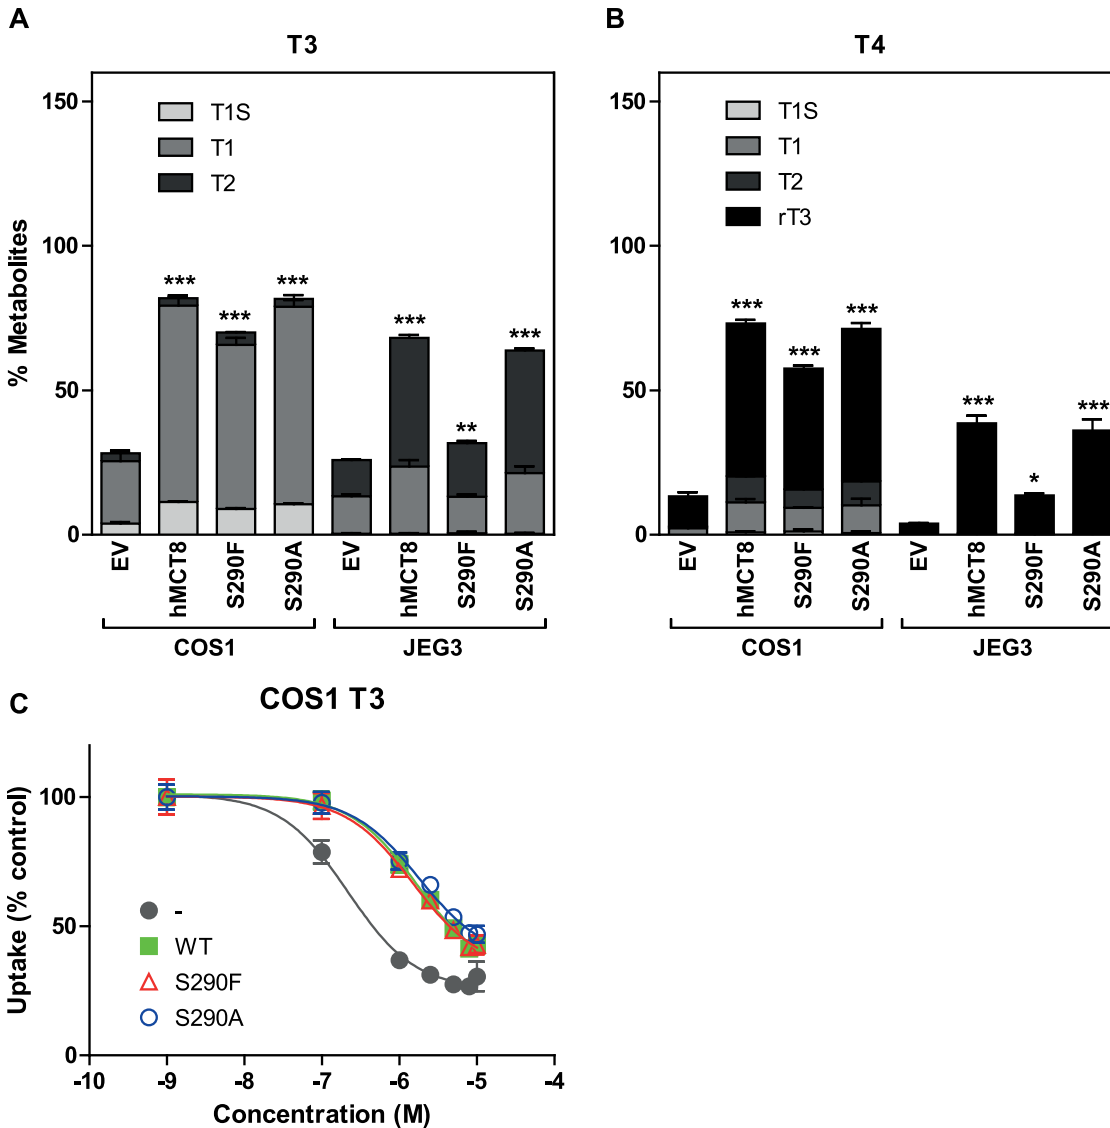 A
T3
150
100
50
0
% Metabolites
T1S
T1
T2
***
***
***
***
**
***
EV
hMCT8
S290F
S290A
EV
hMCT8
S290F
S290A
COS1
JEG3
B
T4
150
100
50
0
T1S
T1
T2
rT3
***
***
***
***
*
***
EV
hMCT8
S290F
S290A
EV
hMCT8
S290F
S290A
COS1
JEG3
C
COS1 T3
100
50
0
Uptake (% control)
-
WT
S290F
S290A
-10 -9 -8 -7 -6 -5 -4
Concentration (M)